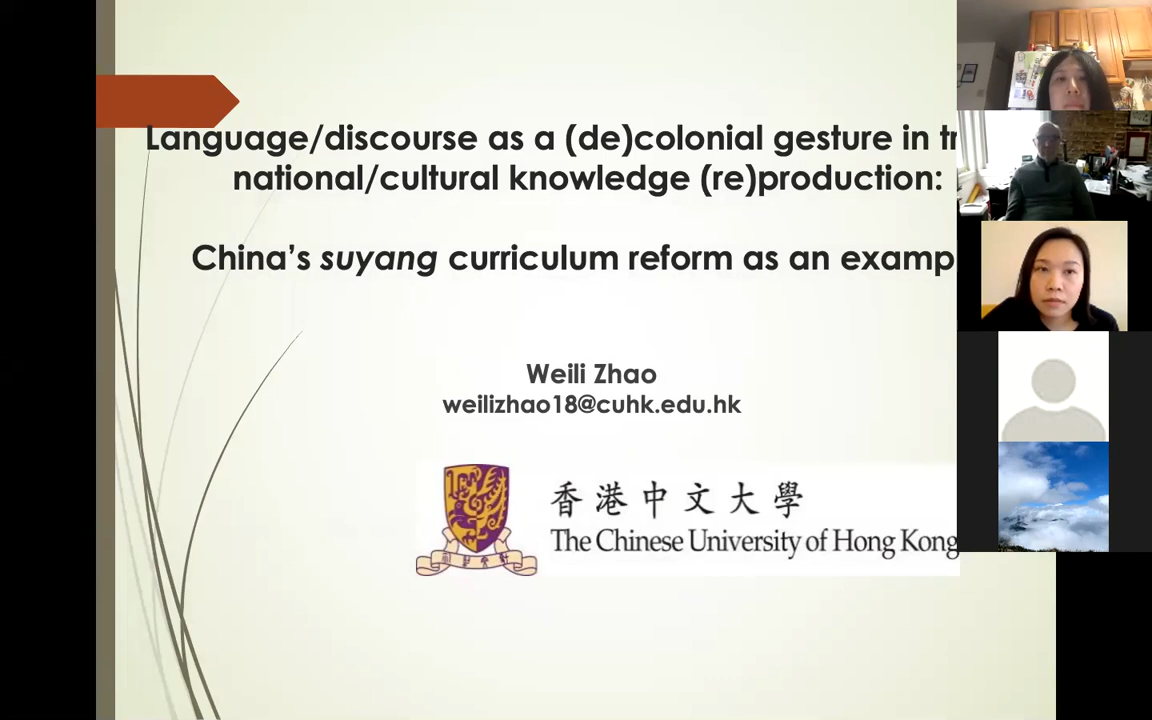 Language/discourse as a (de)colonial gesture in tr
national/cultural knowledge (re)production:
China's suyang curriculum reform as an examp
Weili Zhao
weilizhao18@cuhk.edu.hk
香港中文大學
The Chinese University of Hong Kong